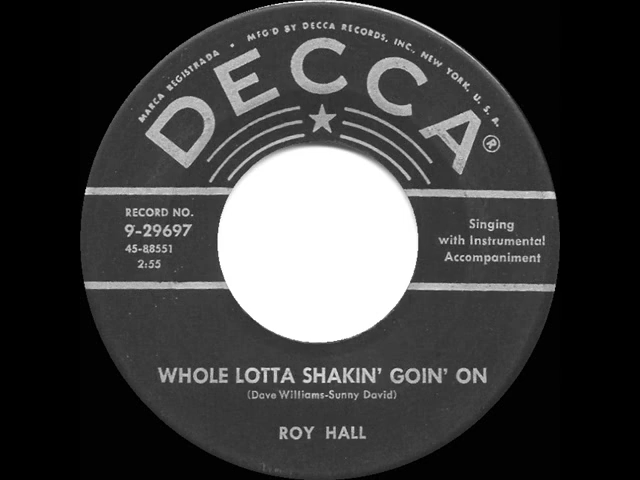 MARCA REGISTRADA • MFG'D BY DECCA RECORDS, INC., NEW YORK, U. S. A.
DECCA®
RECORD NO.
9-29697
45-88551
2:55
Singing
with Instrumental
Accompaniment
WHOLE LOTTA SHAKIN' GOIN' ON
(Dave Williams-Sunny David)
ROY HALL